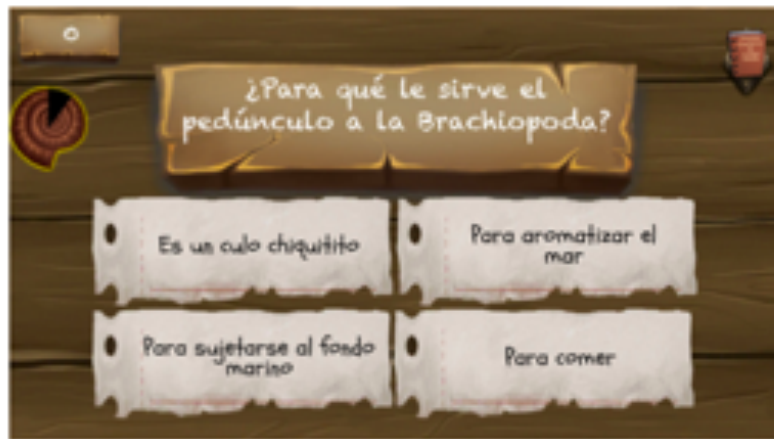 0
¿Para qué le sirve el
pedúnculo a la Brachiopoda?
Es un culo chiquitito
Para aromatizar el
mar
Para sujetarse al fondo
marino
Para comer